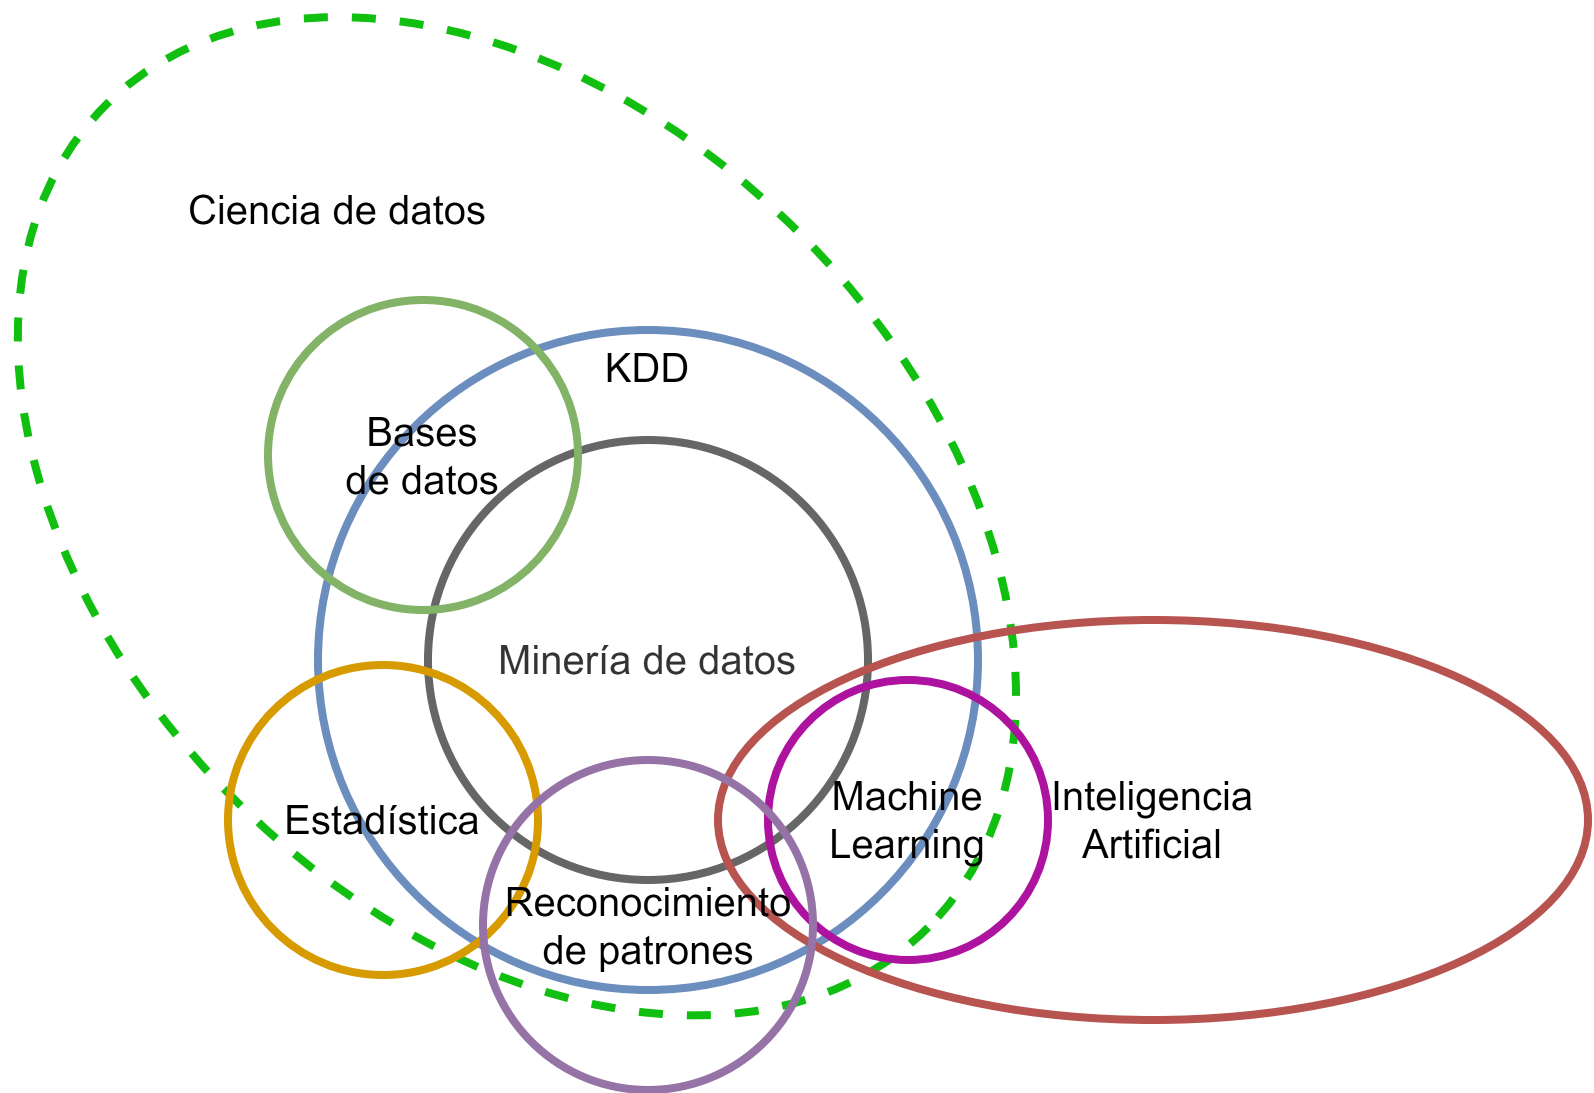 Ciencia de datos
KDD
Bases
de datos
Minería de datos
Estadística
Machine
Learning
Inteligencia
Artificial
Reconocimiento
de patrones